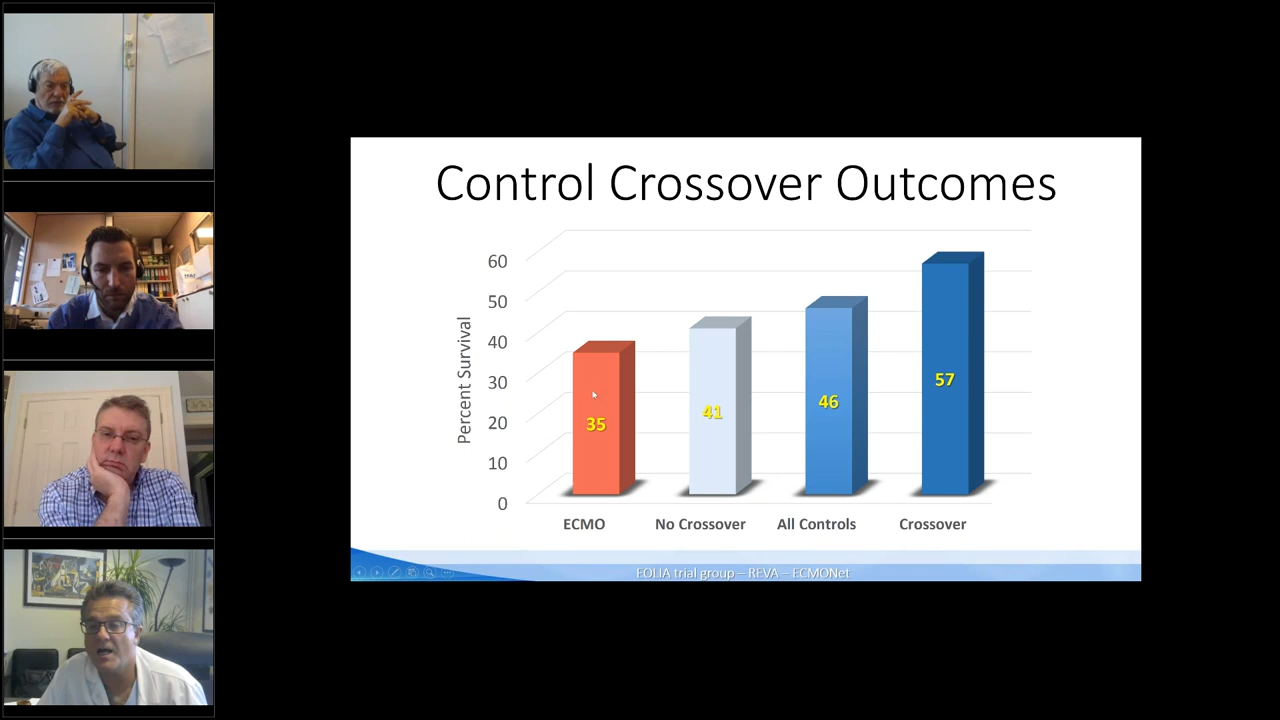 Control Crossover Outcomes
Percent Survival
60
50
40
30
20
10
0
35
41
46
57
ECMO No Crossover All Controls Crossover
EOLIA trial group – REVA – ECMONet